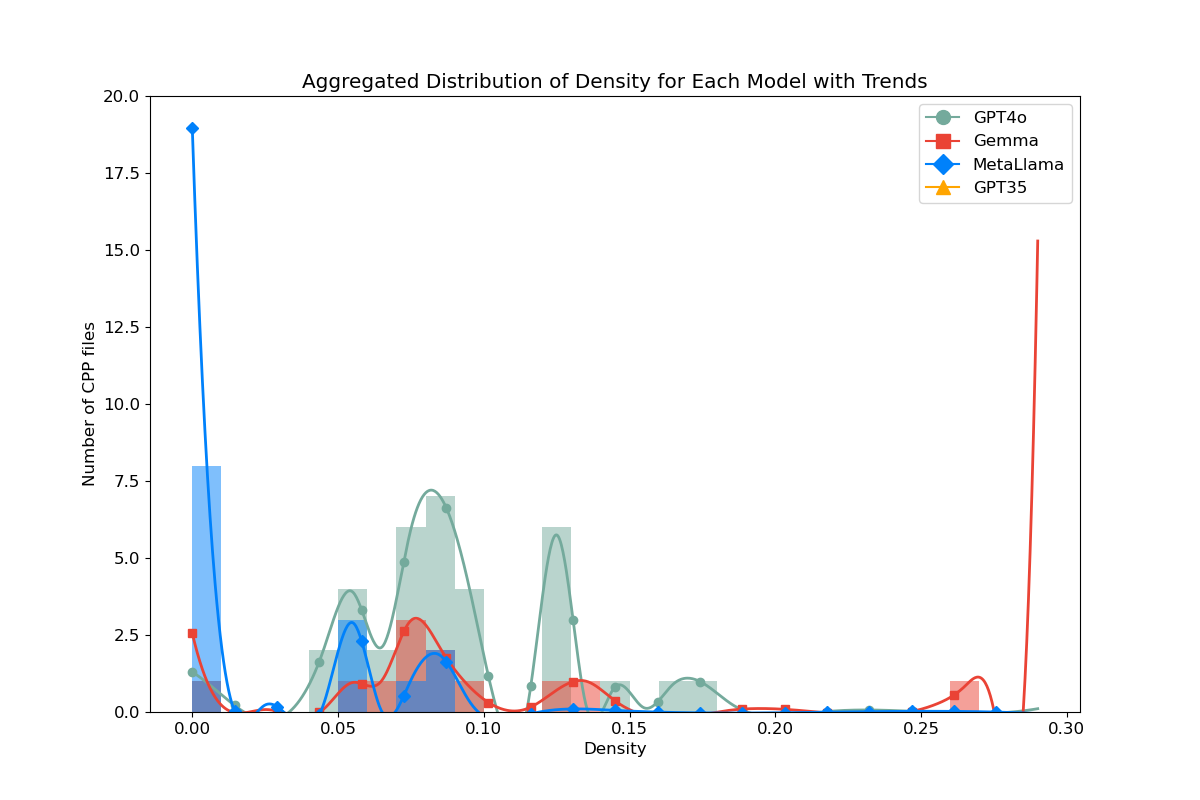 Aggregated Distribution of Density for Each Model with Trends
20.0
17.5
15.0
12.5
10.0
7.5
5.0
2.5
0.0
Number of CPP files
GPT4o
Gemma
MetaLlama
GPT35
0.00
0.05
0.10
0.15
0.20
0.25
0.30
Density